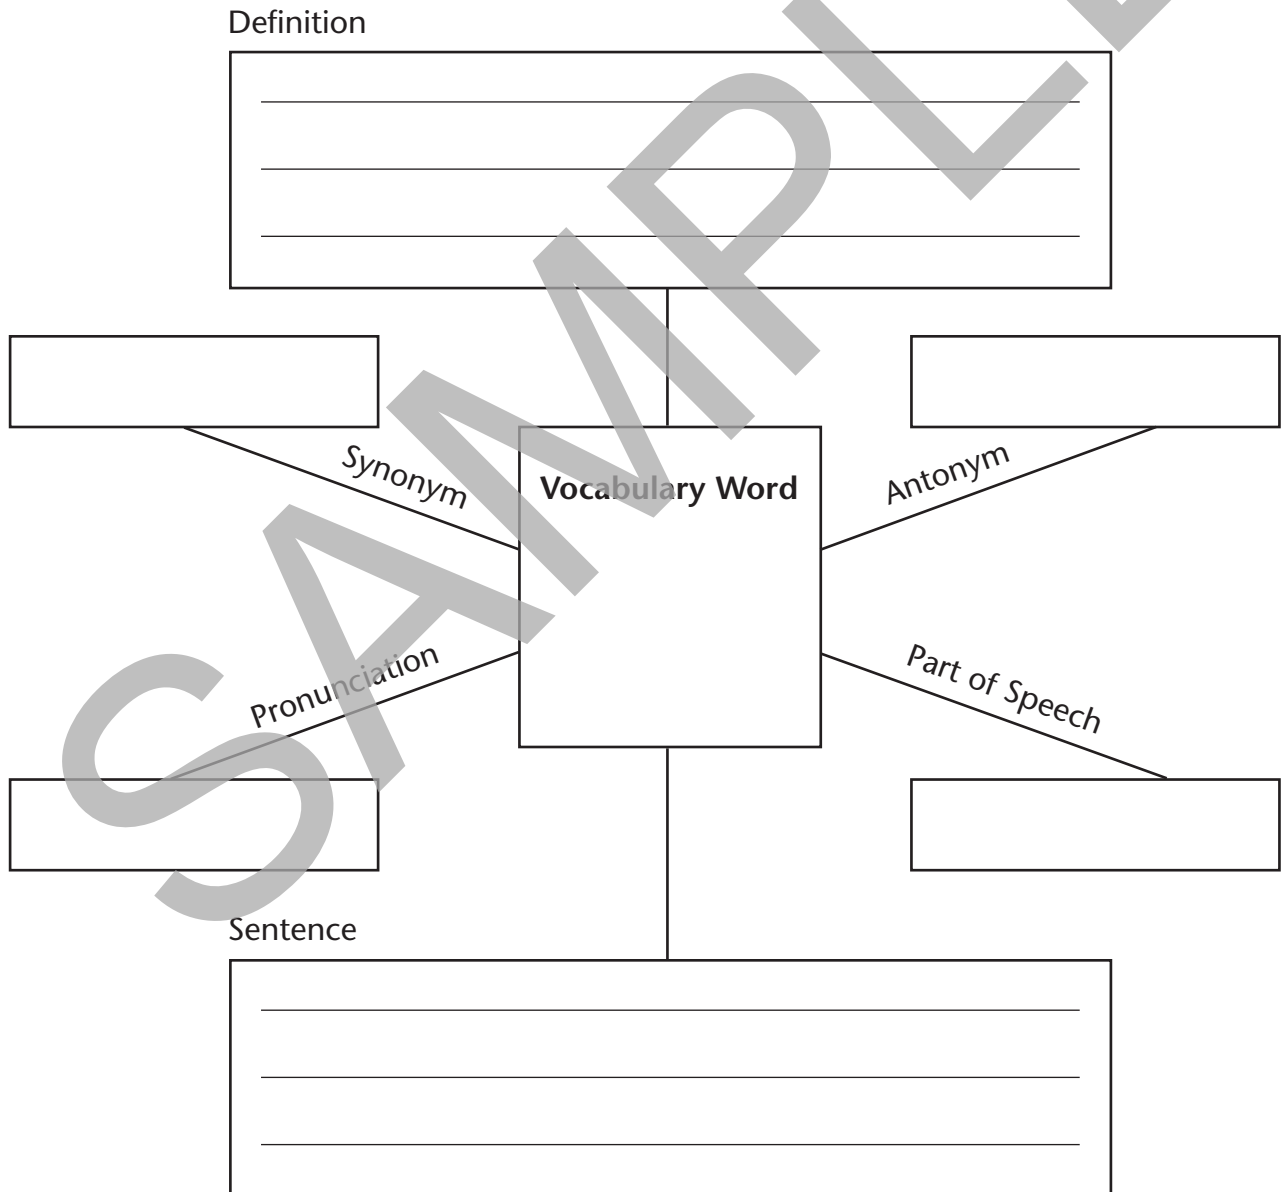 Definition
Synonym
Antonym
Vocabulary Word
Pronunciation
Part of Speech
Sentence
SAMPLE